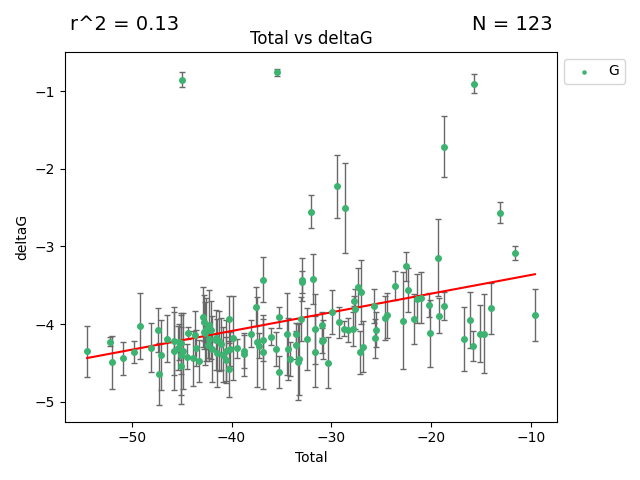 r^2 = 0.13 N = 123
Total vs deltaG
G
−1
−2
−3
−4
−5
deltaG
−50 −40 −30 −20 −10
Total